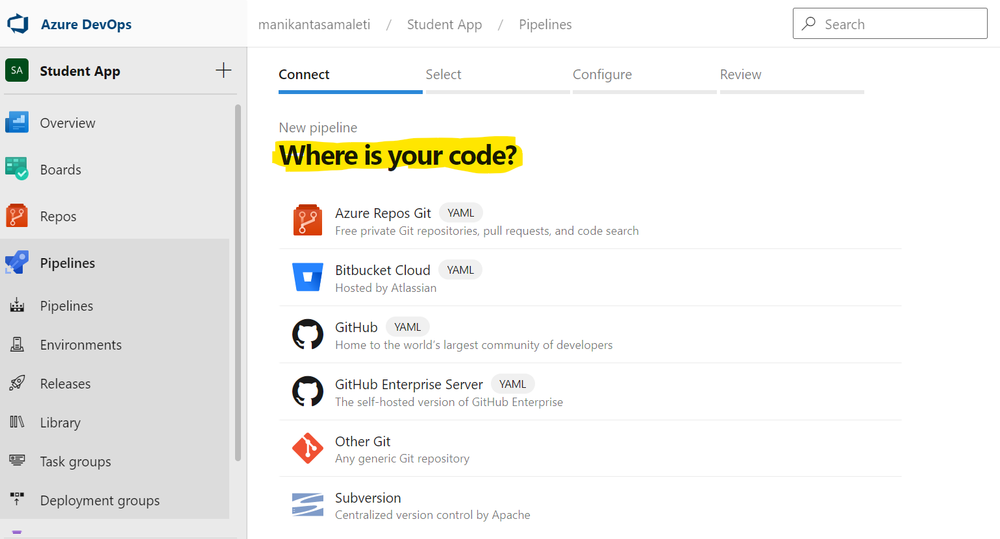 Azure DevOps
manikantasamaleti / Student App / Pipelines
Search
SA
Student App
Overview
Boards
Repos
Pipelines
Pipelines
Environments
Releases
Library
Task groups
Deployment groups
Connect
Select
Configure
Review
New pipeline
Where is your code?
Azure Repos Git YAML
Free private Git repositories, pull requests, and code search
Bitbucket Cloud YAML
Hosted by Atlassian
GitHub YAML
Home to the world's largest community of developers
GitHub Enterprise Server YAML
The self-hosted version of GitHub Enterprise
Other Git
Any generic Git repository
Subversion
Centralized version control by Apache